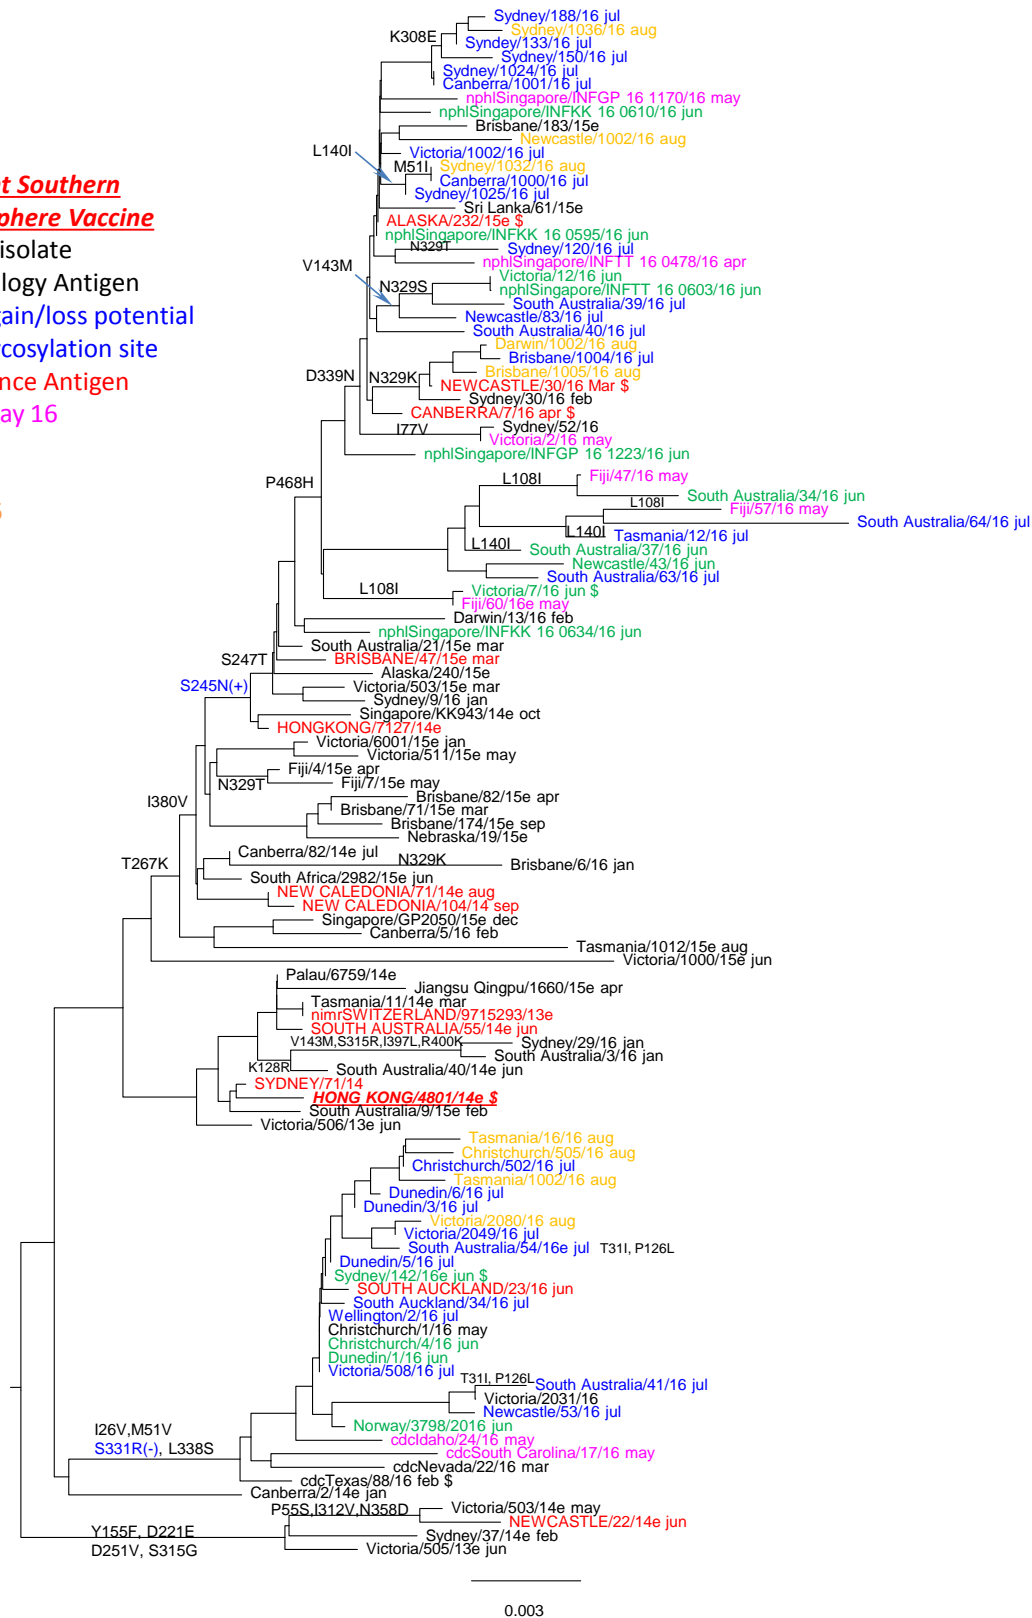 Sydney/188/16 jul
Sydney/1036/16 aug
K308E
Syndey/133/16 jul
Sydney/150/16 jul
Sydney/1024/16 jul
Canberra/1001/16 jul
nphlSingapore/INFGP 16 1170/16 may
nphlSingapore/INFKK 16 0610/16 jun
Brisbane/183/15e
Newcastle/1002/16 aug
L140I
Victoria/1002/16 jul
M51I
Sydney/1032/16 aug
Canberra/1000/16 jul
t Southern
Sydney/1025/16 jul
Sri Lanka/61/15e
phere Vaccine
ALASKA/232/15e $
nphlSingapore/INFKK 16 0595/16 jun
isolate
N329T
Sydney/120/16 jul
V143M
nphlSingapore/INFTT 16 0478/16 apr
logy Antigen
Victoria/12/16 jun
N329S
nphlSingapore/INFTT 16 0603/16 jun
gain/loss potential
South Australia/39/16 jul
Newcastle/83/16 jul
South Australia/40/16 jul
Darwin/1002/16 aug
cosylation site
Brisbane/1004/16 jul
D339N
N329K
Brisbane/1005/16 aug
nce Antigen
NEWCASTLE/30/16 Mar $
Sydney/30/16 feb
ay 16
CANBERRA/7/16 apr $
I77V
Sydney/52/16
Victoria/2/16 may
nphlSingapore/INFGP 16 1223/16 jun
P468H
L108I
Fiji/47/16 may
South Australia/34/16 jun
L108I
Fiji/57/16 may
South Australia/64/16 jul
L140I
Tasmania/12/16 jul
L140I
South Australia/37/16 jun
Newcastle/43/16 jun
South Australia/63/16 jul
L108I
Victoria/7/16 jun $
Fiji/60/16e may
Darwin/13/16 feb
nphlSingapore/INFKK 16 0634/16 jun
South Australia/21/15e mar
S247T
BRISBANE/47/15e mar
Alaska/240/15e
S245N(+)
Victoria/503/15e mar
Sydney/9/16 jan
Singapore/KK943/14e oct
HONGKONG/7127/14e
Victoria/6001/15e jan
Victoria/511/15e may
Fiji/4/15e apr
N329T
Fiji/7/15e may
I380V
Brisbane/82/15e apr
Brisbane/71/15e mar
Brisbane/174/15e sep
Nebraska/19/15e
Canberra/82/14e jul
T267K
N329K
Brisbane/6/16 jan
South Africa/2982/15e jun
NEW CALEDONIA/71/14e aug
NEW CALEDONIA/104/14 sep
Singapore/GP2050/15e dec
Canberra/5/16 feb
Tasmania/1012/15e aug
Victoria/1000/15e jun
Palau/6759/14e
Jiangsu Qingpu/1660/15e apr
Tasmania/11/14e mar
nimrSWITZERLAND/9715293/13e
SOUTH AUSTRALIA/55/14e jun
V143M,S315R,I397L,R400K
Sydney/29/16 jan
South Australia/3/16 jan
K128R
South Australia/40/14e jun
SYDNEY/71/14
HONG KONG/4801/14e $
South Australia/9/15e feb
Victoria/506/13e jun
Tasmania/16/16 aug
Christchurch/505/16 aug
Christchurch/502/16 jul
Tasmania/1002/16 aug
Dunedin/6/16 jul
Dunedin/3/16 jul
Victoria/2080/16 aug
Victoria/2049/16 jul
South Australia/54/16e jul T31I, P126L
Dunedin/5/16 jul
Sydney/142/16e jun $
SOUTH AUCKLAND/23/16 jun
South Auckland/34/16 jul
Wellington/2/16 jul
Christchurch/1/16 may
Christchurch/4/16 jun
Dunedin/1/16 jun
Victoria/508/16 jul
T31I, P126L
South Australia/41/16 jul
Victoria/2031/16
Newcastle/53/16 jul
Norway/3798/2016 jun
I26V,M51V
cdcIdaho/24/16 may
S331R(-), L338S
cdcSouth Carolina/17/16 may
cdcNevada/22/16 mar
cdcTexas/88/16 feb $
Canberra/2/14e jan
P55S,I312V,N358D
Victoria/503/14e may
NEWCASTLE/22/14e jun
Y155F, D221E
Sydney/37/14e feb
D251V, S315G
Victoria/505/13e jun
0.003